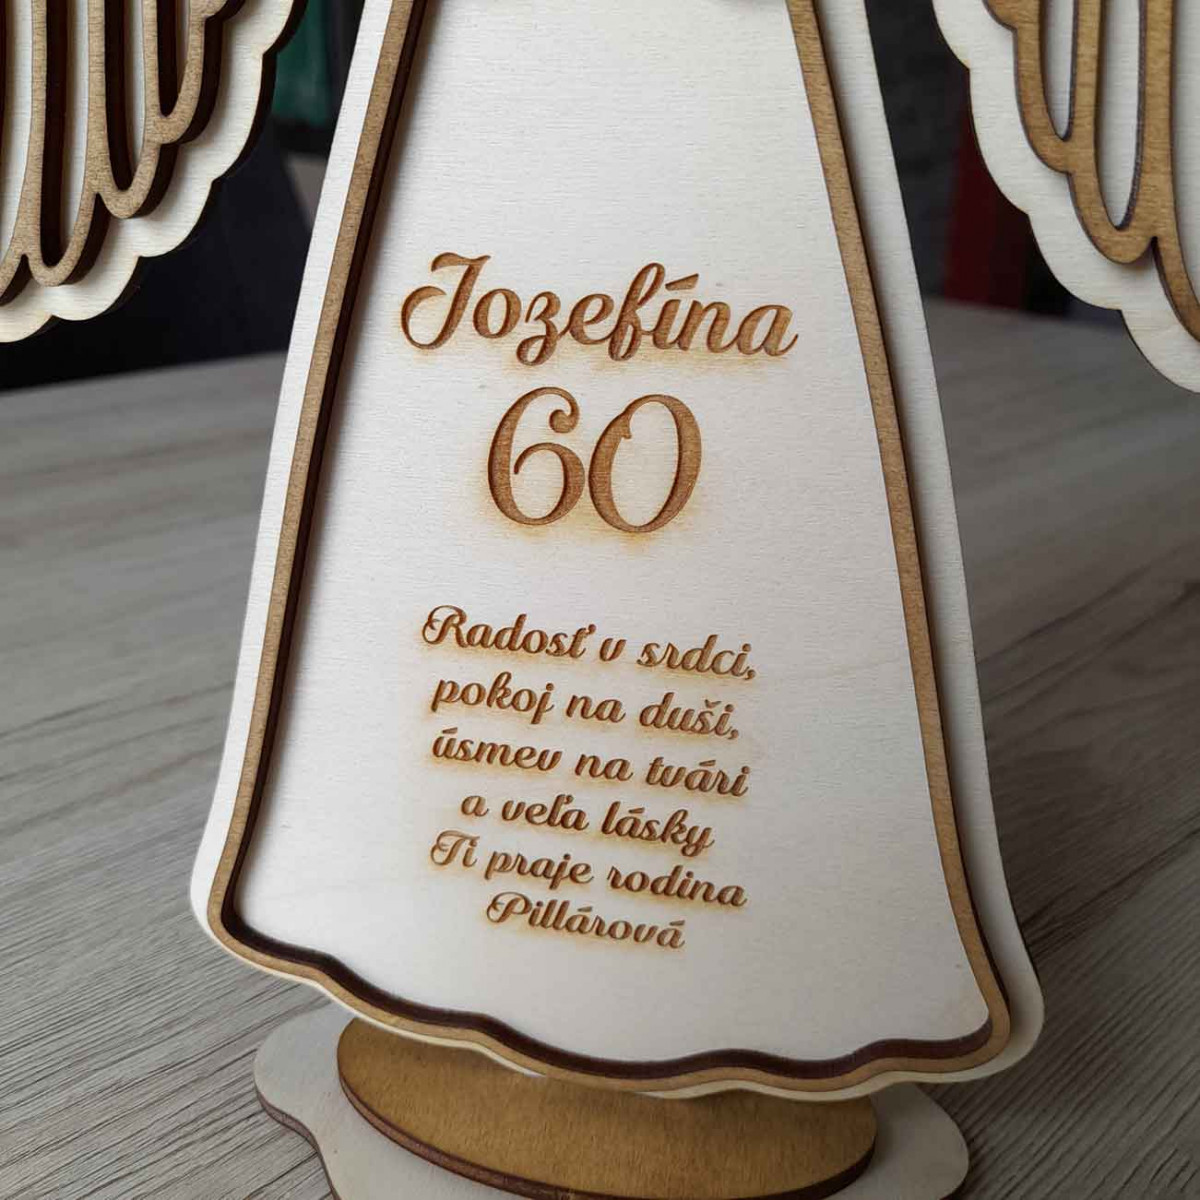 Jozefína
60
Radosť v srdci,
pokoj na duši,
úsmev na tvári
a veľa lásky
Ti praje rodina
Pillárová